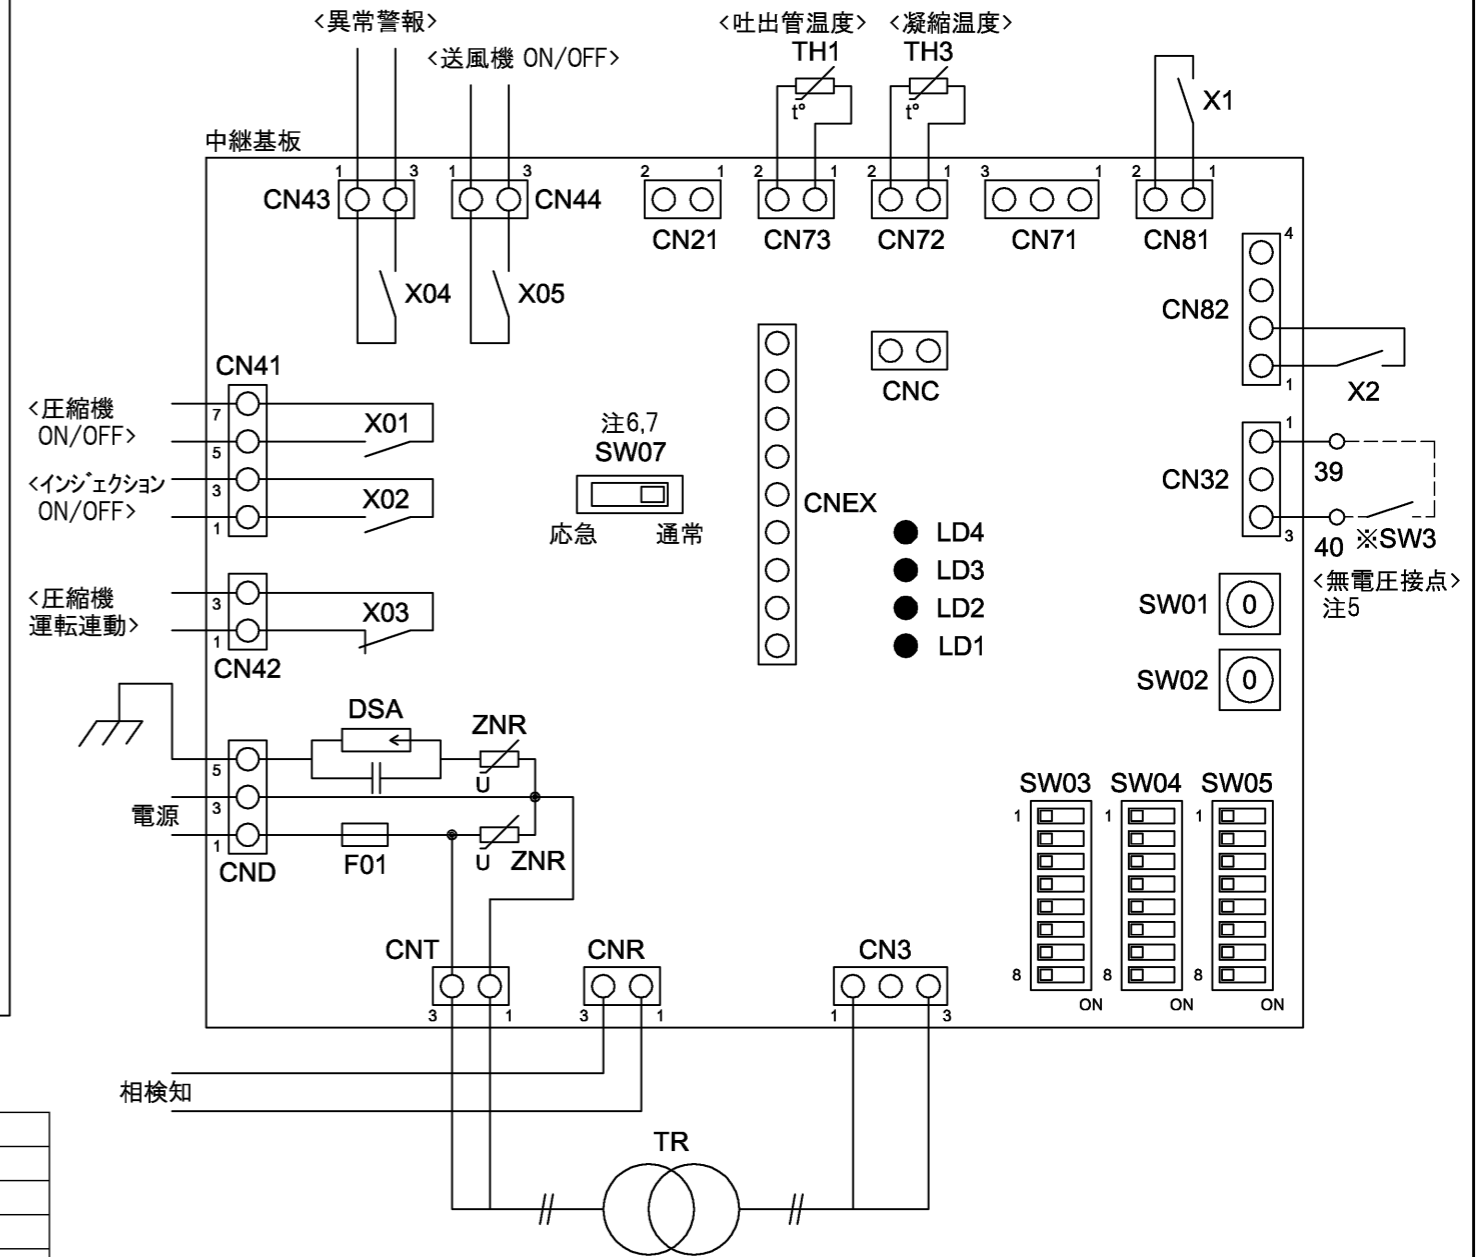 <異常警報>
<送風機 ON/OFF>
<吐出管温度>
TH1
t°
<凝縮温度>
TH3
t°
X1
中継基板
1 3
CN43
X04
1 3
CN44
X05
2 1
CN21
2 1
CN73
2 1
CN72
3 1
CN71
2 1
CN81
4
CN82
1
X2
CN41
<圧縮機
ON/OFF>
7
5
X01
<インジェクション
ON/OFF>
3
1
X02
注6,7
SW07
応急 通常
CNEX
CNC
LD4
LD3
LD2
LD1
1
CN32
3
39
40 ※SW3
<無電圧接点>
注5
SW01 0
SW02 0
<圧縮機
運転連動>
3
1
X03
CN42
DSA
ZNR
U
5
電源
3
1
CND
F01
U ZNR
SW03 SW04 SW05
1 1 1
8 8 8
ON ON ON
CNT
3 1
CNR
3 1
CN3
1 3
相検知
TR